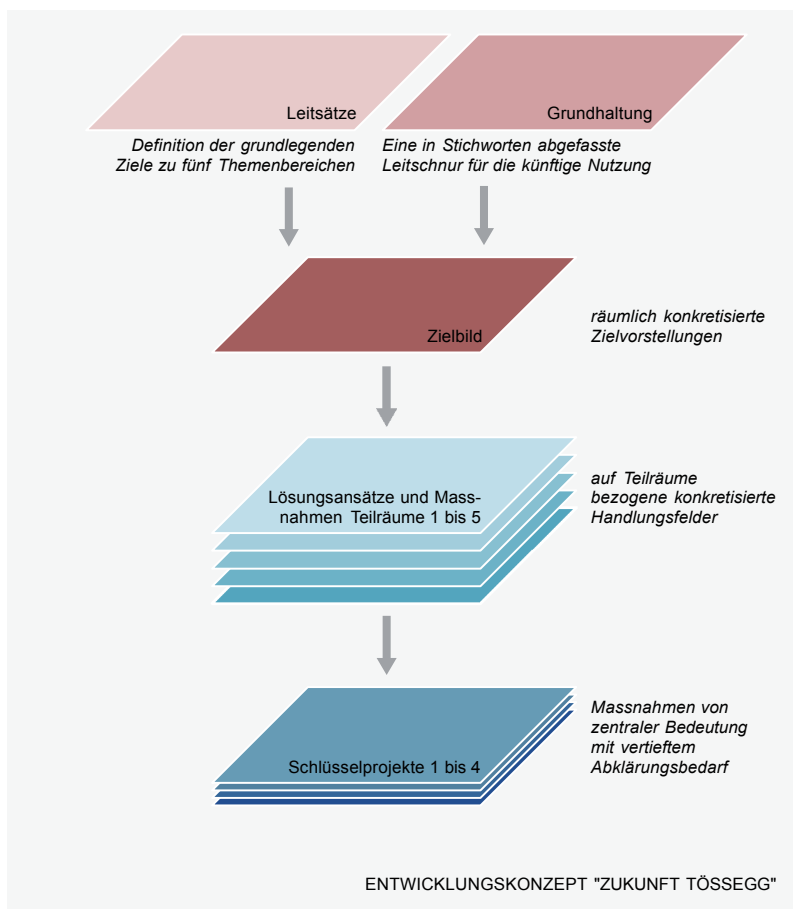 Leitsätze
Grundhaltung
Definition der grundlegenden
Ziele zu fünf Themenbereichen
Eine in Stichworten abgefasste
Leitschnur für die künftige Nutzung
Zielbild
räumlich konkretisierte
Zielvorstellungen
Lösungsansätze und Mass-
nahmen Teilräume 1 bis 5
auf Teilräume
bezogene konkretisierte
Handlungsfelder
Schlüsselprojekte 1 bis 4
Massnahmen von
zentraler Bedeutung
mit vertieftem
Abklärungsbedarf
ENTWICKLUNGSKONZEPT "ZUKUNFT TÖSSEGG"